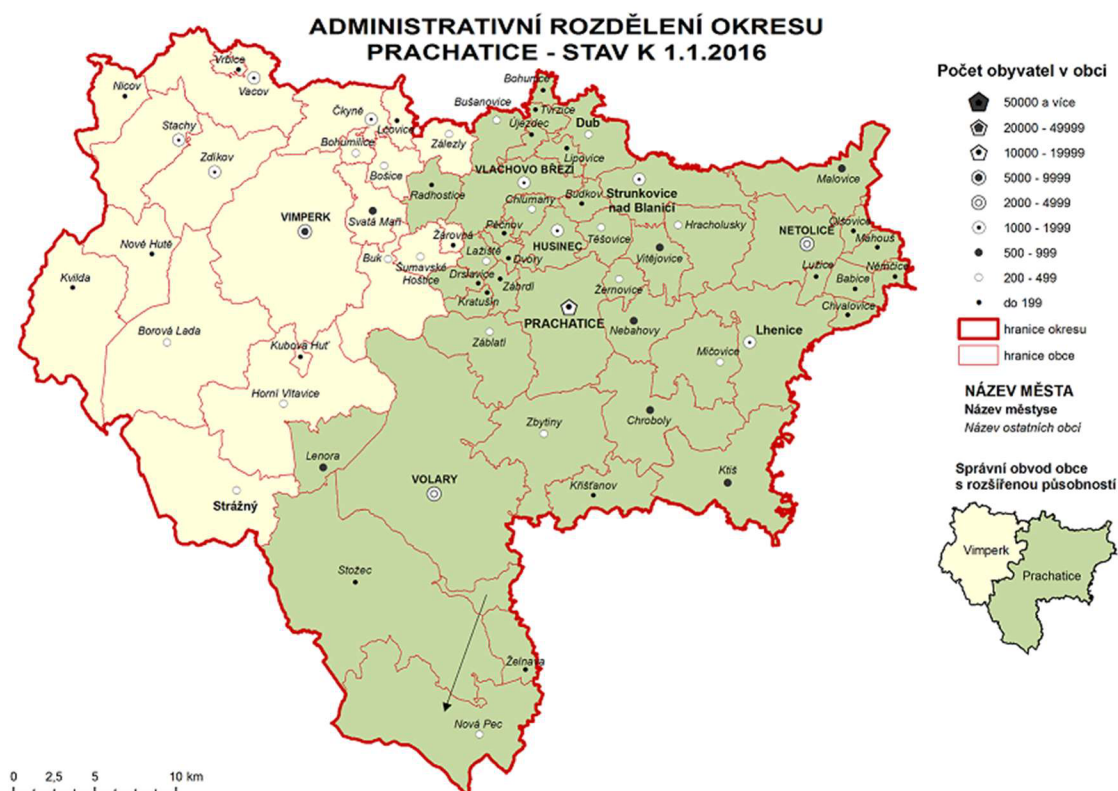 ADMINISTRATIVNÍ ROZDĚLENÍ OKRESU
PRACHATICE - STAV K 1.1.2016
Počet obyvatel v obci
50000 a více
20000 - 49999
10000 - 19999
5000 - 9999
2000 - 4999
1000 - 1999
500 - 999
200 - 499
do 199
hranice okresu
hranice obce
NÁZEV MĚSTA
Název městyse
Název ostatních obcí
Správní obvod obce
s rozšířenou působností
Vimperk
Prachatice
Vrbice
Nicov
Vacov
Stachy
Čkyně
Lčovice
Bohumilice
Zdíkov
Bošice
Zálezly
Bušanovice
Bohunice
Tvrzice
Újezdec
Dub
Lipovice
VLACHOVO BŘEZÍ
Radhostice
Chlumany
Budkov
Strunkovice
nad Blanicí
Malovice
VIMPERK
Svatá Maří
Žárovná
Pěčnov
HUSINEC
Těšovice
Hracholusky
NETOLICE
Olšovice
Mahouš
Nové Hutě
Buk
Šumavské
Hoštice
Lažiště
Dvory
Drslavice
Zábrdí
Kratušín
Vitějovice
Žernovice
Lužice
Babice
Němčice
Chvalovice
Kvilda
Borová Lada
Kubova Huť
PRACHATICE
Nebahovy
Lhenice
Záblatí
Mičovice
Horní Vltavice
Zbytiny
Chroboly
Lenora
VOLARY
Křišťanov
Ktiš
Strážný
Stožec
Želnava
Nová Pec
0 2,5 5 10 km